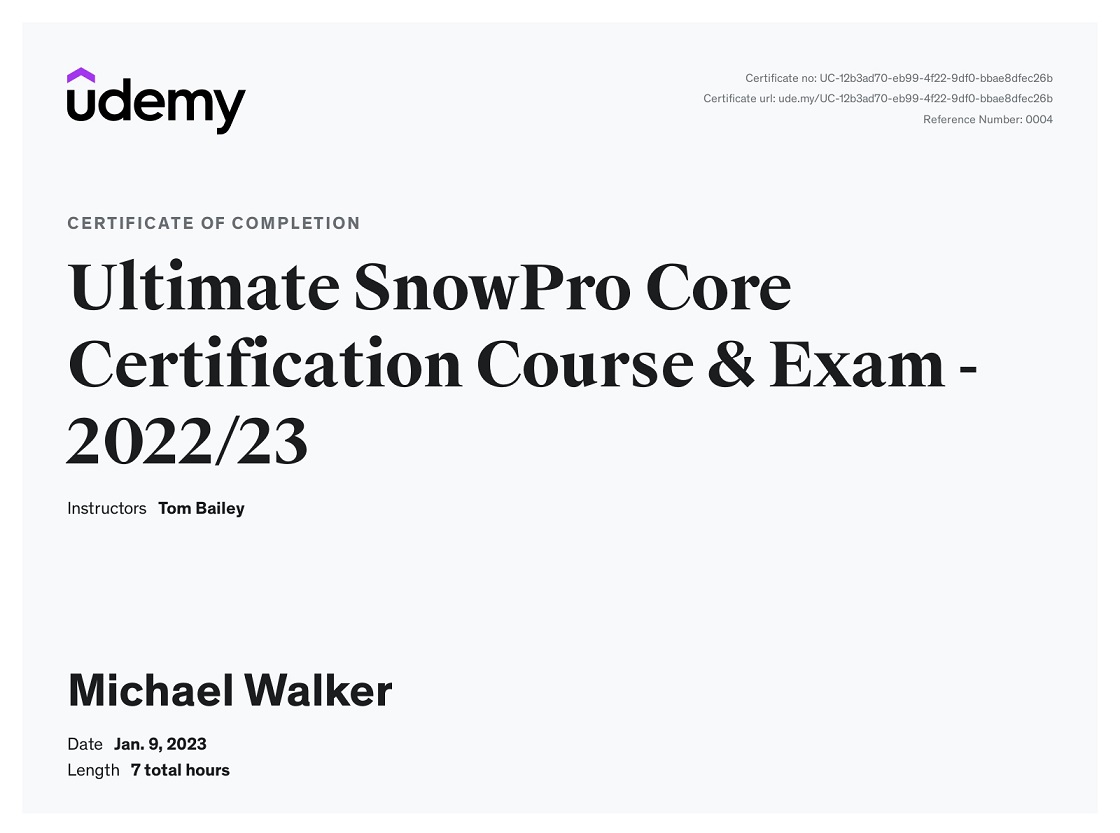 udemy
Certificate no: UC-12b3ad70-eb99-4f22-9df0-bbae8dfec26b
Certificate url: ude.my/UC-12b3ad70-eb99-4f22-9df0-bbae8dfec26b
Reference Number: 0004
CERTIFICATE OF COMPLETION
Ultimate SnowPro Core
Certification Course & Exam -
2022/23
Instructors Tom Bailey
Michael Walker
Date Jan. 9, 2023
Length 7 total hours